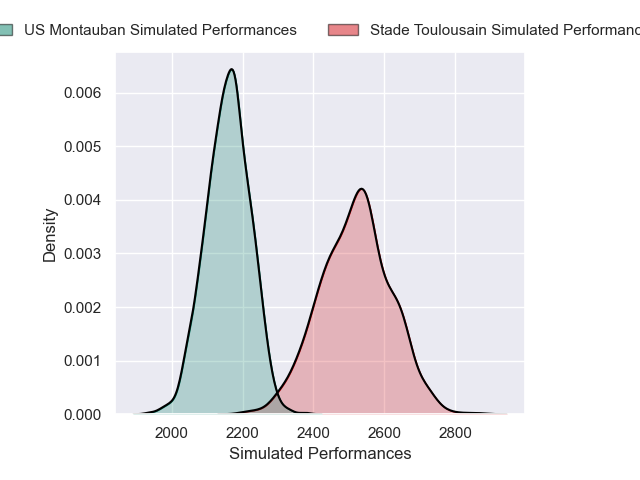 US Montauban Simulated Performances
Stade Toulousain Simulated Performanc
0.006
0.005
0.004
0.003
0.002
0.001
0.000
Density
2000 2200 2400 2600 2800
Simulated Performances